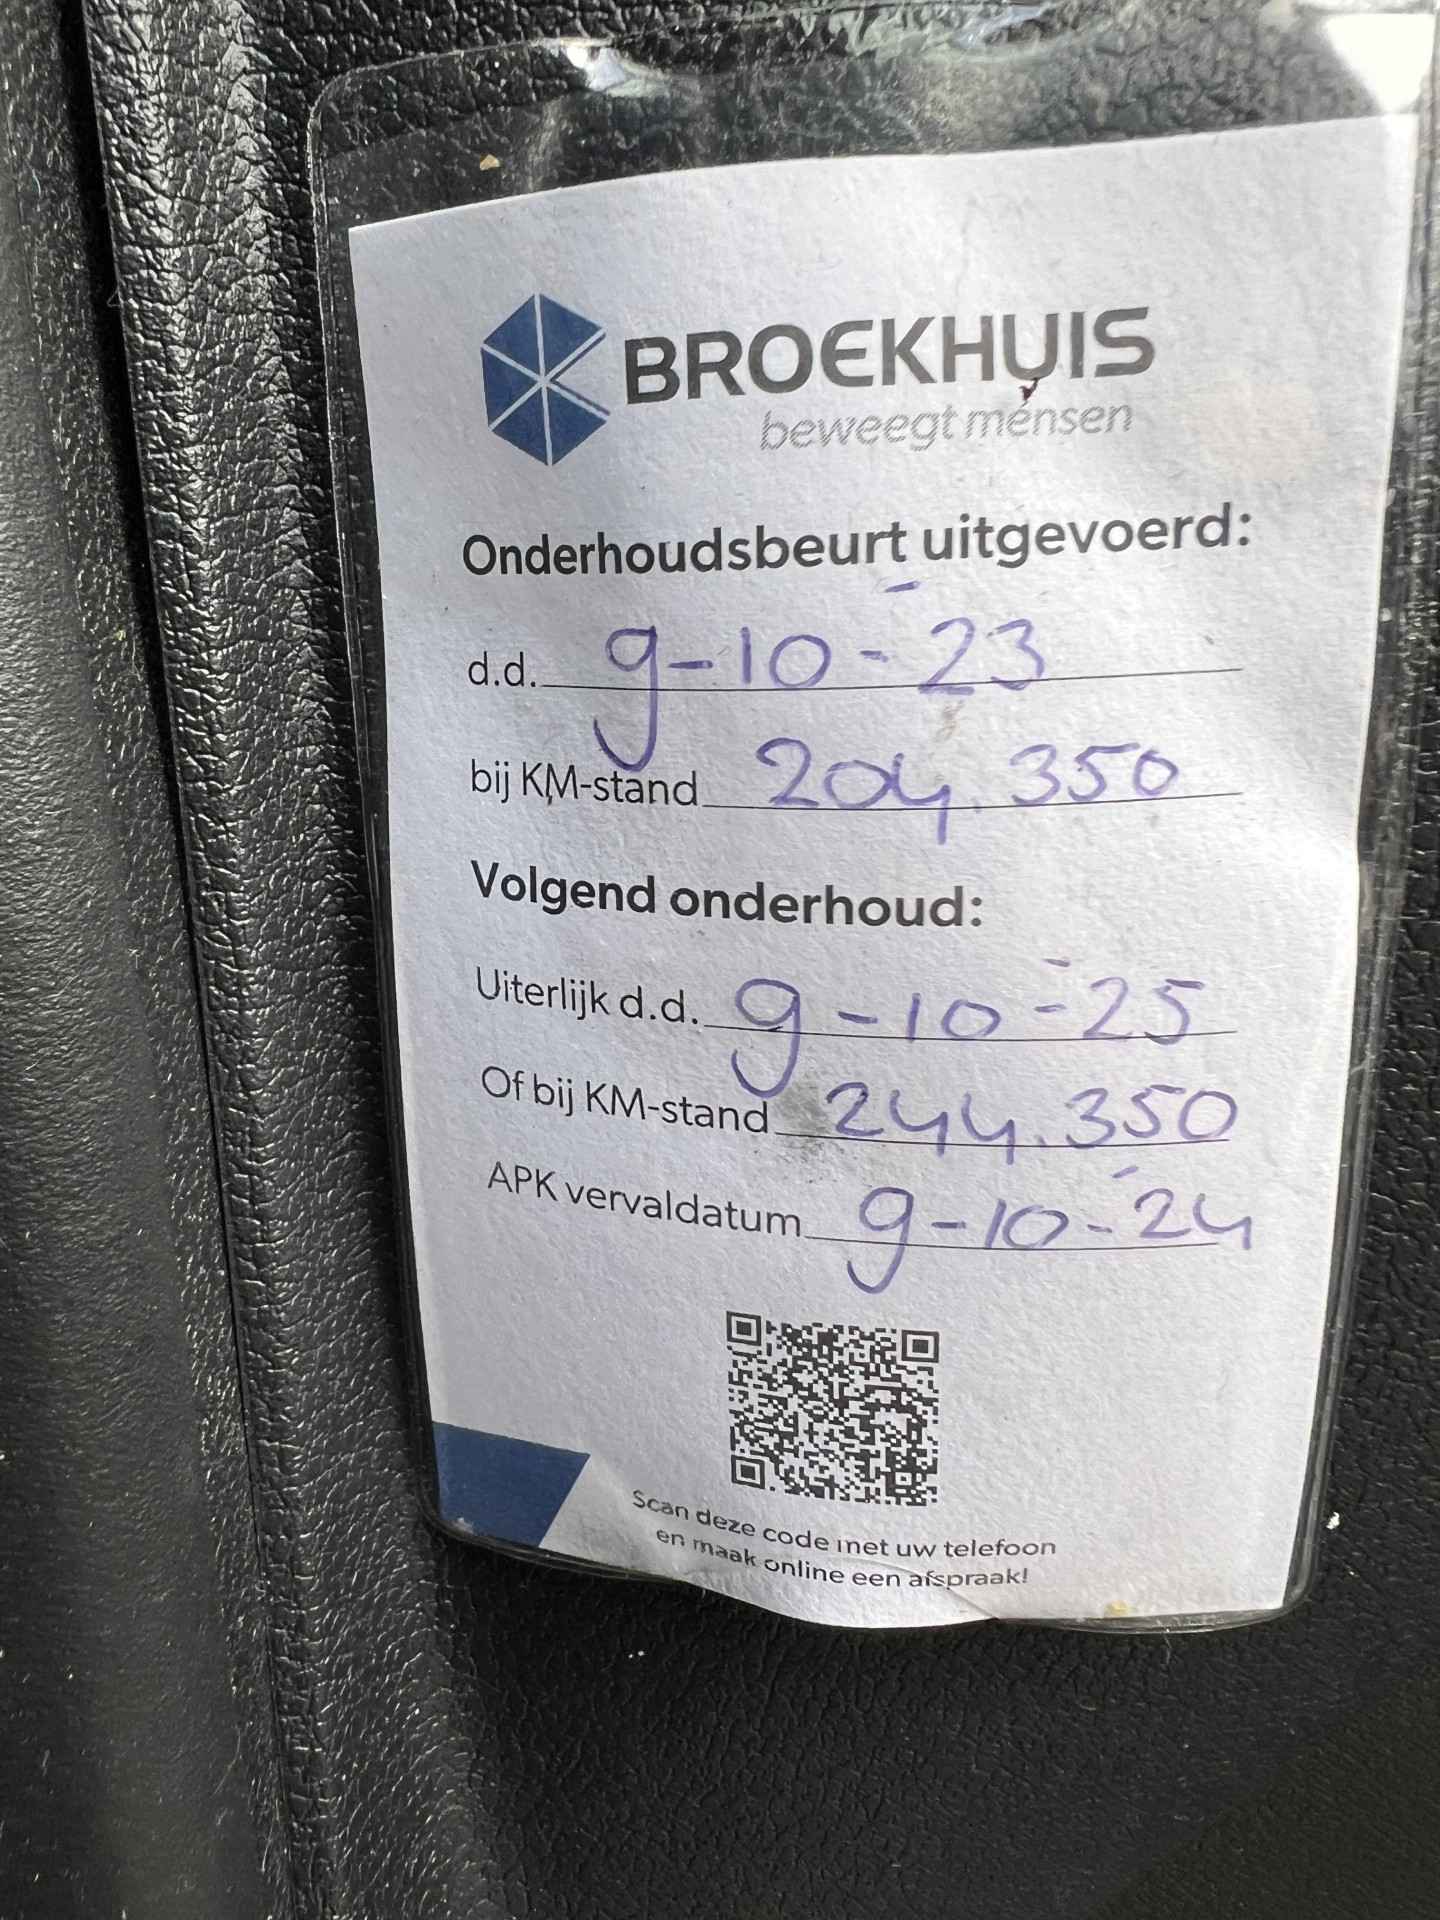 BROEKHUIS
beweegt mensen
Onderhoudsbeurt uitgevoerd:
d.d. 9-10-23
bij KM-stand 204.350
Volgend onderhoud:
Uiterlijk d.d. 9-10-25
Of bij KM-stand 244.350
APK vervaldatum 9-10-24
Scan deze code met uw telefoon
en maak online een afspraak!